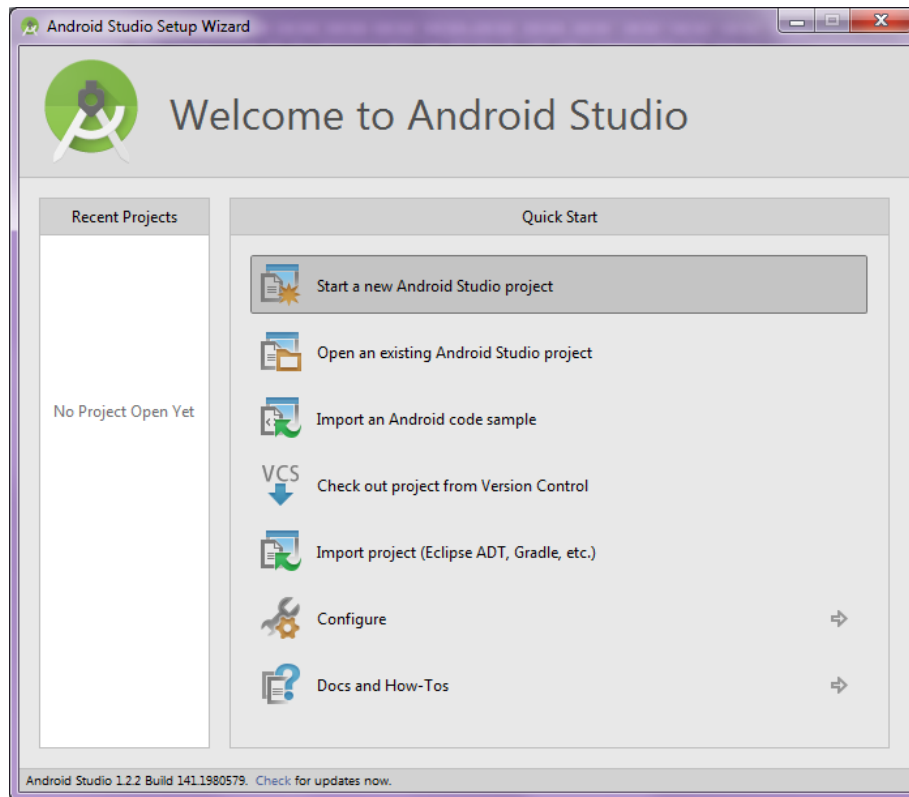 Android Studio Setup Wizard
Welcome to Android Studio
Recent Projects
Quick Start
No Project Open Yet
Start a new Android Studio project
Open an existing Android Studio project
Import an Android code sample
VCS
Check out project from Version Control
Import project (Eclipse ADT, Gradle, etc.)
Configure
Docs and How-Tos
Android Studio 1.2.2 Build 141.1980579. Check for updates now.